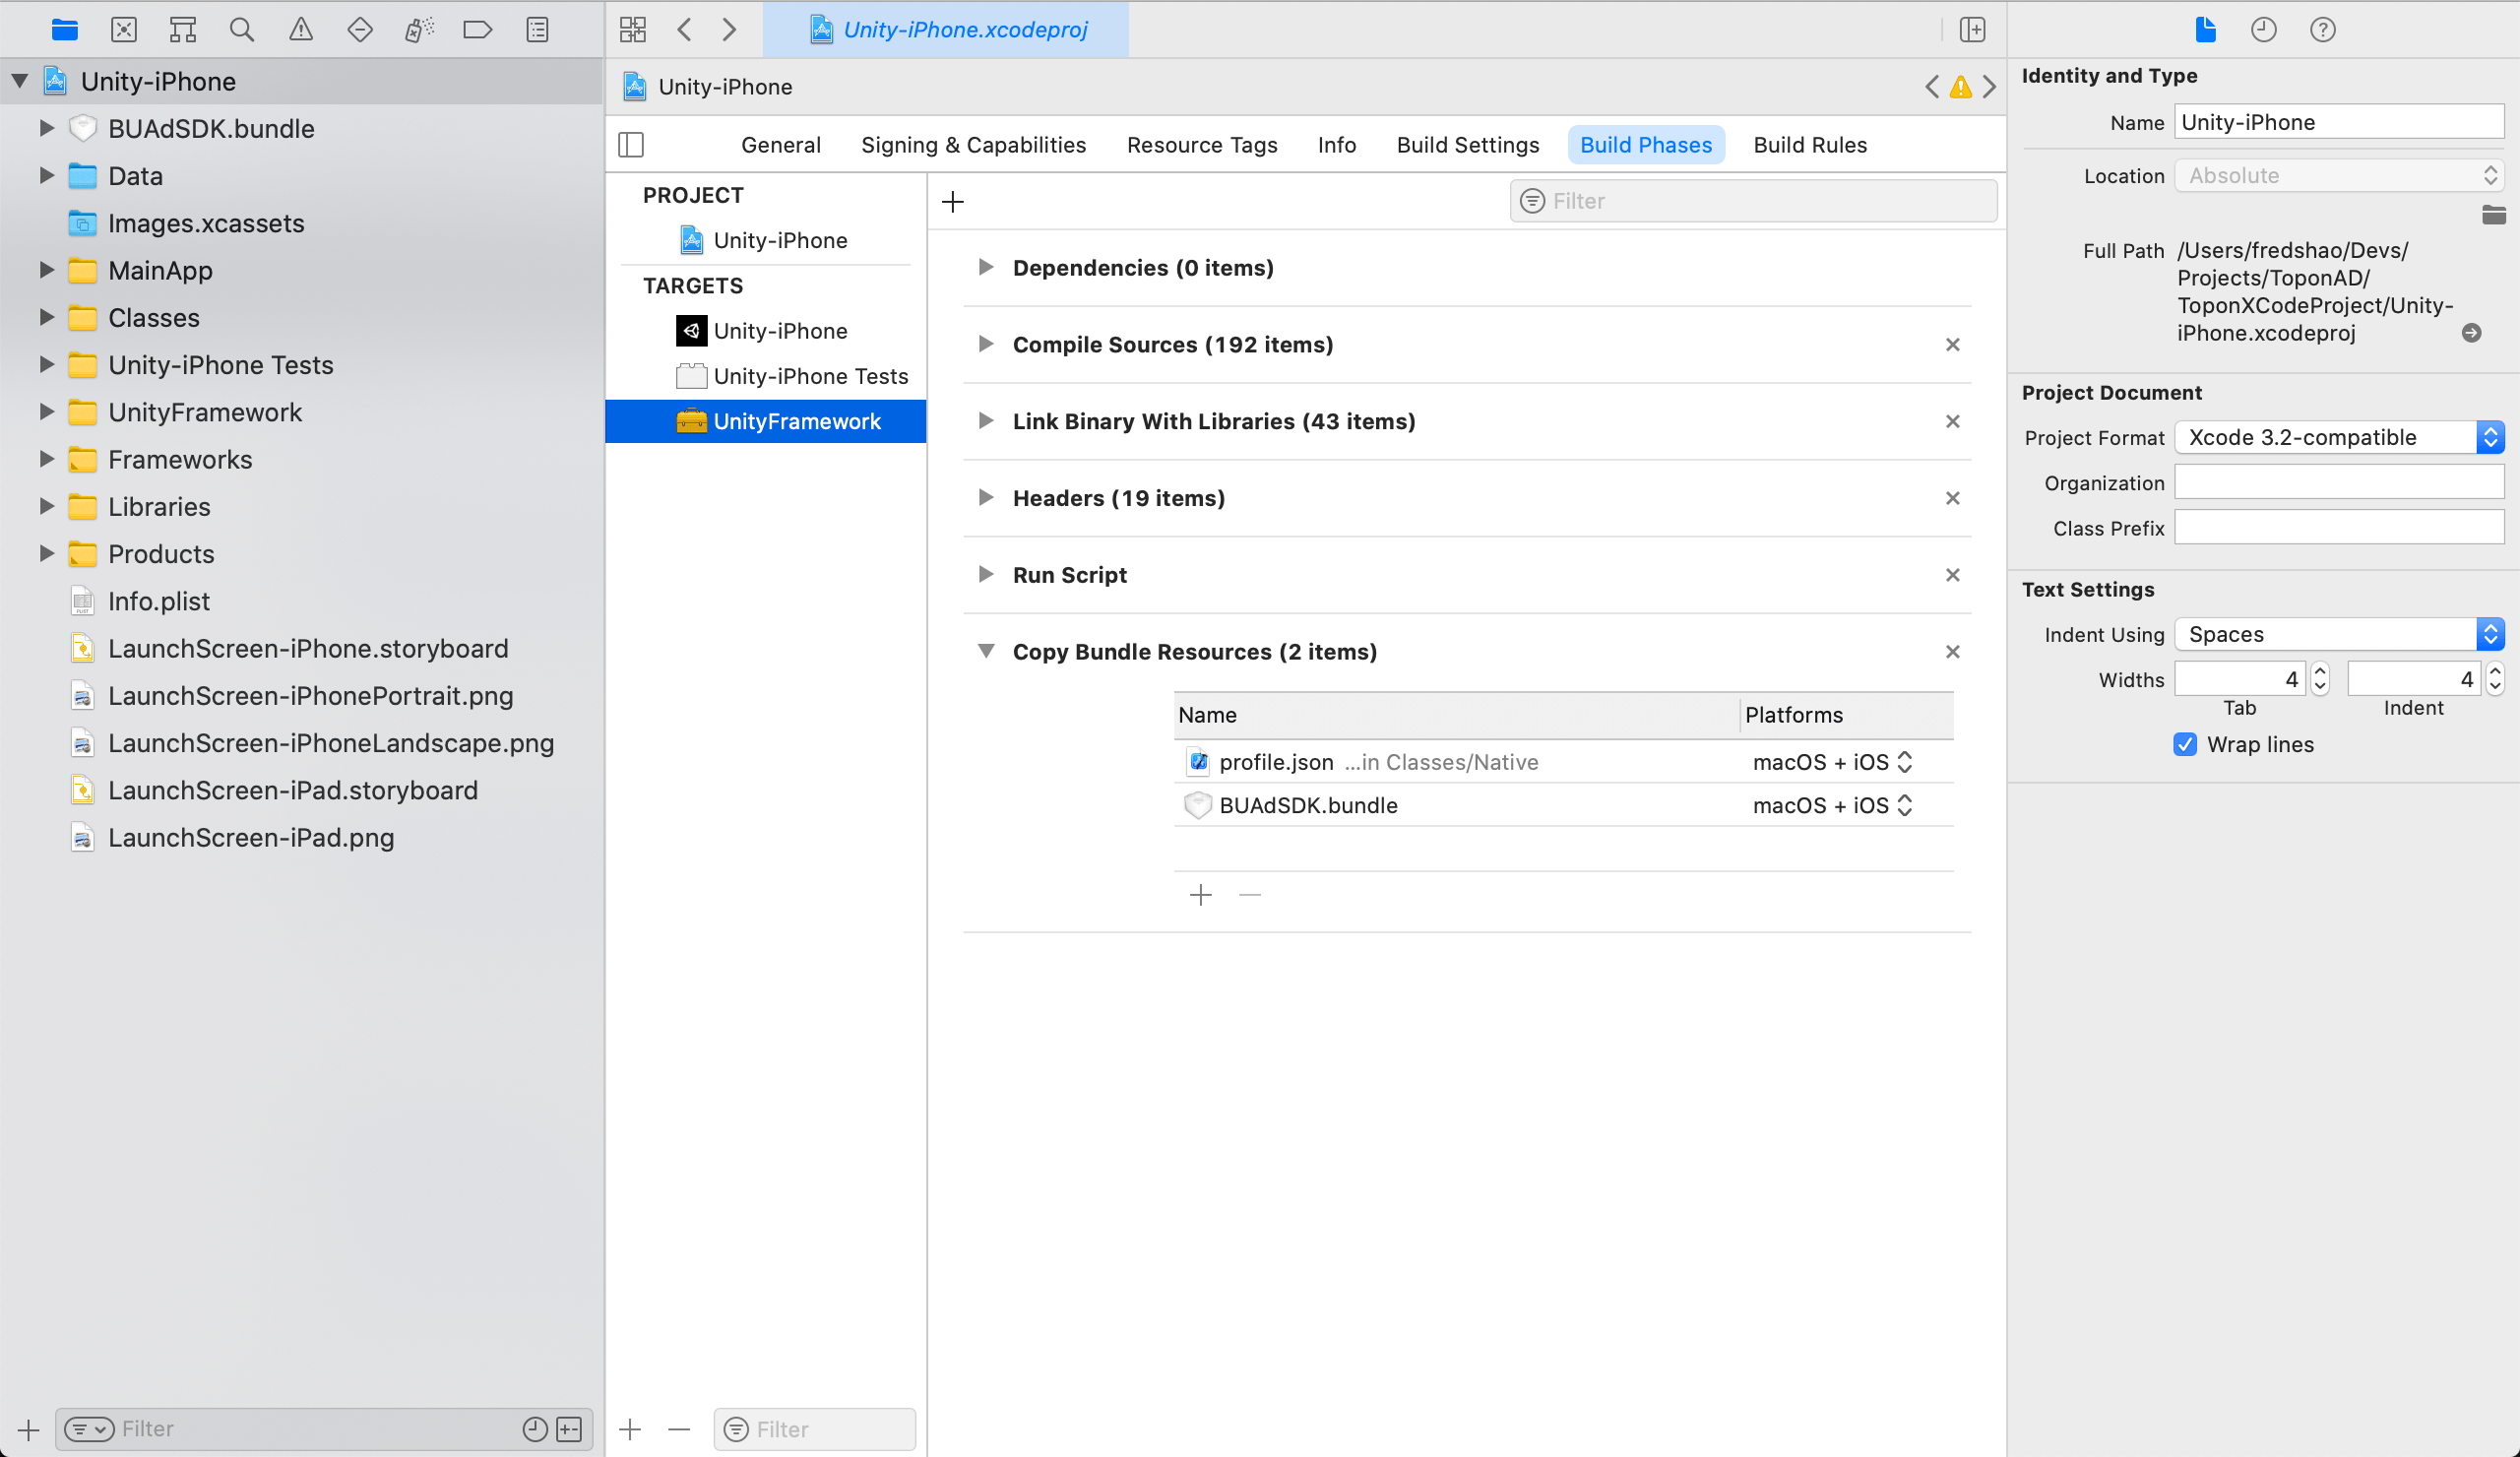 Unity-iPhone
BUAdSDK.bundle
Data
Images.xcassets
MainApp
Classes
Unity-iPhone Tests
UnityFramework
Frameworks
Libraries
Products
Info.plist
LaunchScreen-iPhone.storyboard
LaunchScreen-iPhonePortrait.png
LaunchScreen-iPhoneLandscape.png
LaunchScreen-iPad.storyboard
LaunchScreen-iPad.png
Filter
Unity-iPhone.xcodeproj
Unity-iPhone
General Signing & Capabilities Resource Tags Info Build Settings Build Phases Build Rules
PROJECT
Unity-iPhone
TARGETS
Unity-iPhone
Unity-iPhone Tests
UnityFramework
Filter
Filter
Dependencies (0 items)
Compile Sources (192 items)
Link Binary With Libraries (43 items)
Headers (19 items)
Run Script
Copy Bundle Resources (2 items)
Name Platforms
profile.json ...in Classes/Native macOS + iOS
BUAdSDK.bundle macOS + iOS
Identity and Type
Name Unity-iPhone
Location Absolute
Full Path /Users/fredshao/Devs/
Projects/ToponAD/
ToponXCodeProject/Unity-
iPhone.xcodeproj
Project Document
Project Format Xcode 3.2-compatible
Organization
Class Prefix
Text Settings
Indent Using Spaces
Widths 4 4
Tab Indent
Wrap lines